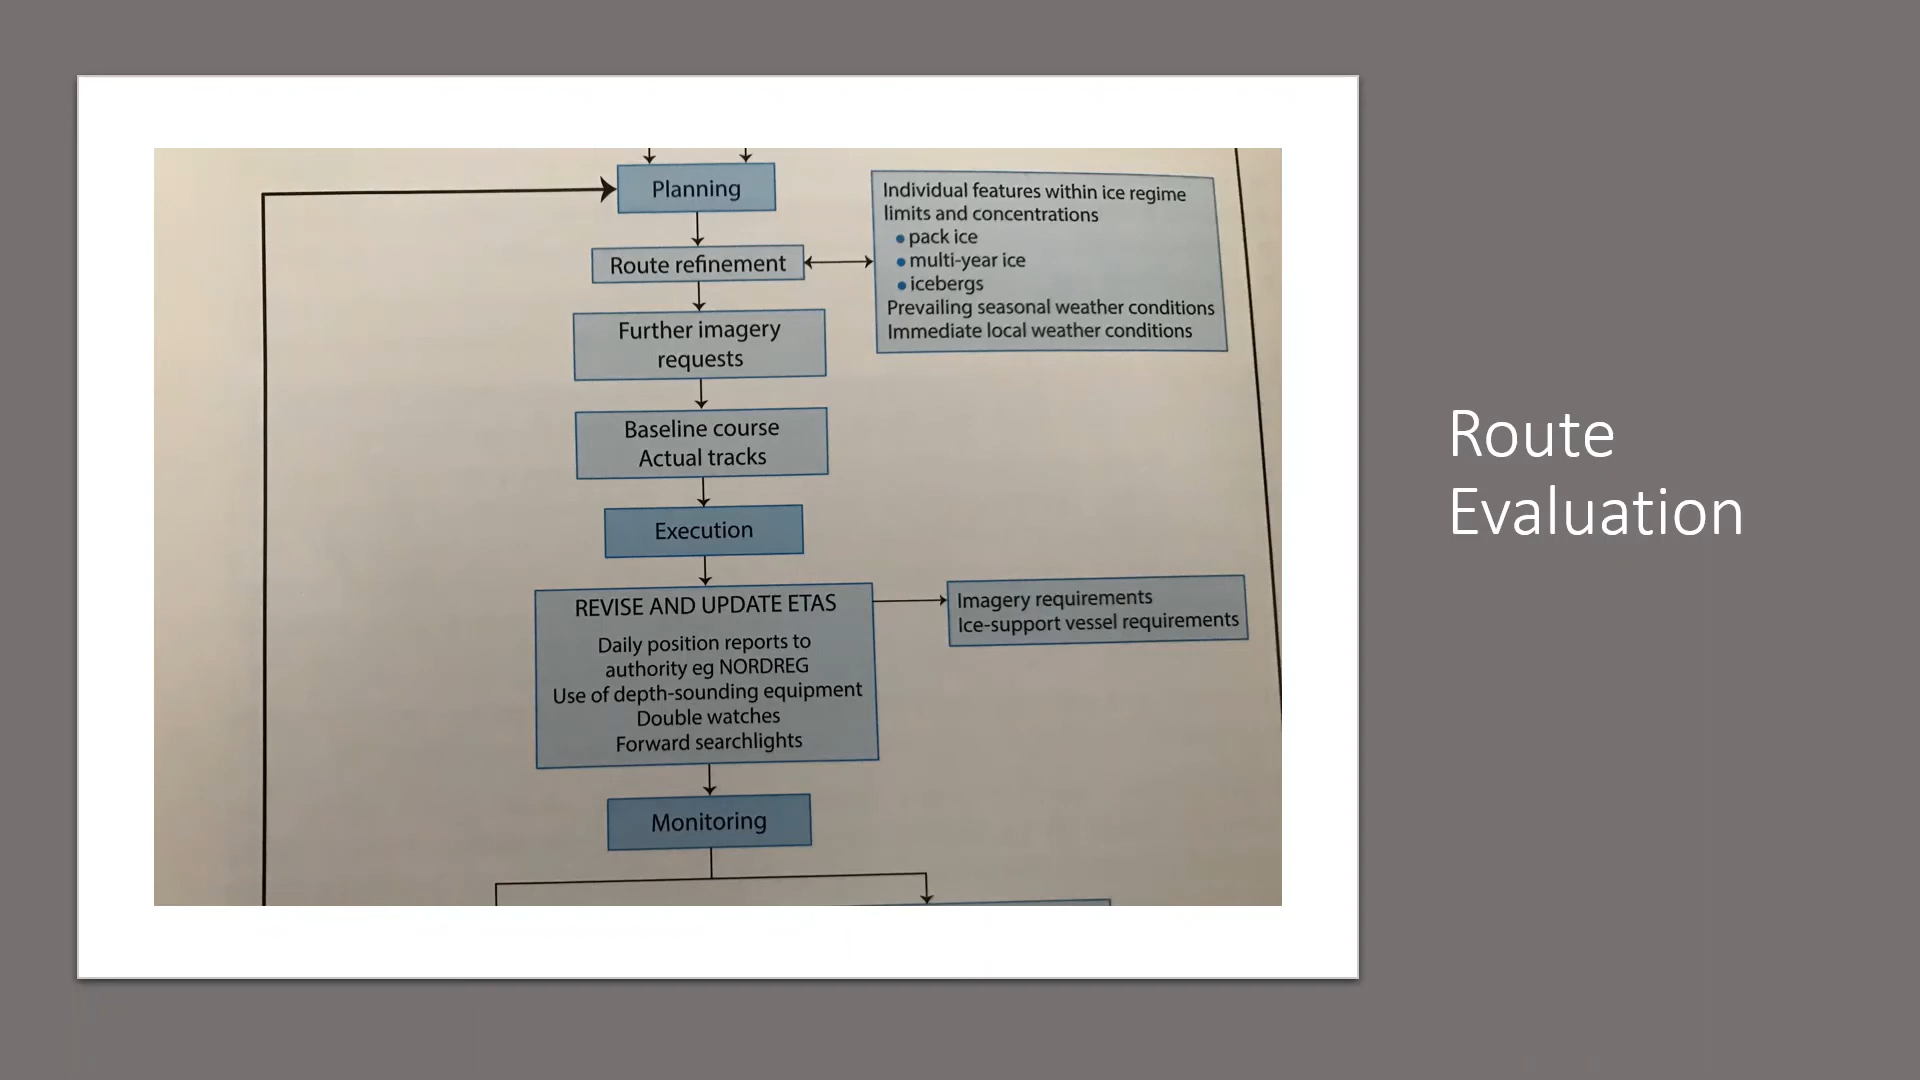 Planning
Route refinement
Individual features within ice regime
limits and concentrations
• pack ice
• multi-year ice
• icebergs
Prevailing seasonal weather conditions
Immediate local weather conditions
Further imagery
requests
Baseline course
Actual tracks
Execution
REVISE AND UPDATE ETAS
Daily position reports to
authority eg NORDREG
Use of depth-sounding equipment
Double watches
Forward searchlights
Imagery requirements
Ice-support vessel requirements
Monitoring
Route
Evaluation